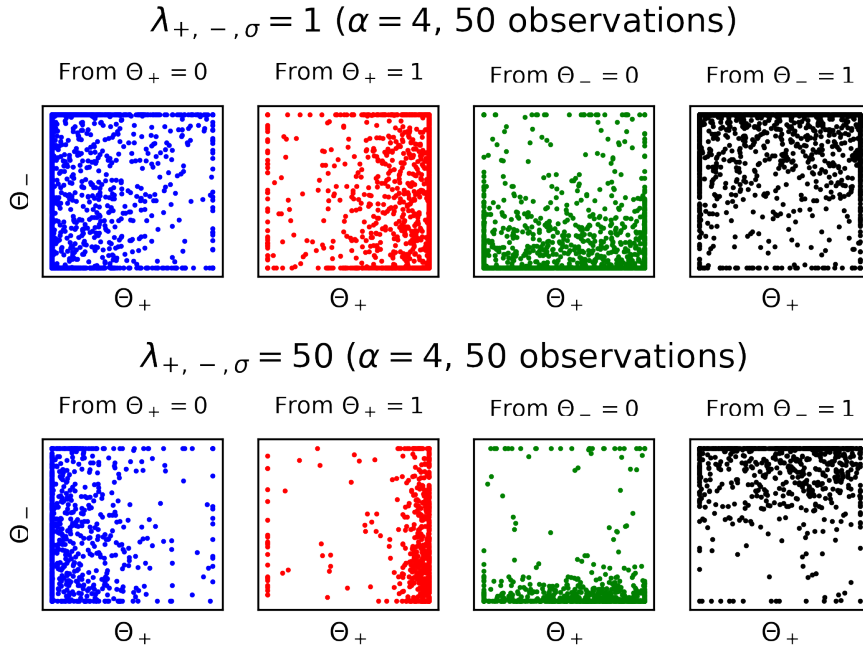 λ₊,₋,σ = 1 (α = 4, 50 observations)
From Θ₊ = 0 From Θ₊ = 1 From Θ₋ = 0 From Θ₋ = 1
Θ₋
Θ₊ Θ₊ Θ₊ Θ₊
λ₊,₋,σ = 50 (α = 4, 50 observations)
From Θ₊ = 0 From Θ₊ = 1 From Θ₋ = 0 From Θ₋ = 1
Θ₋
Θ₊ Θ₊ Θ₊ Θ₊